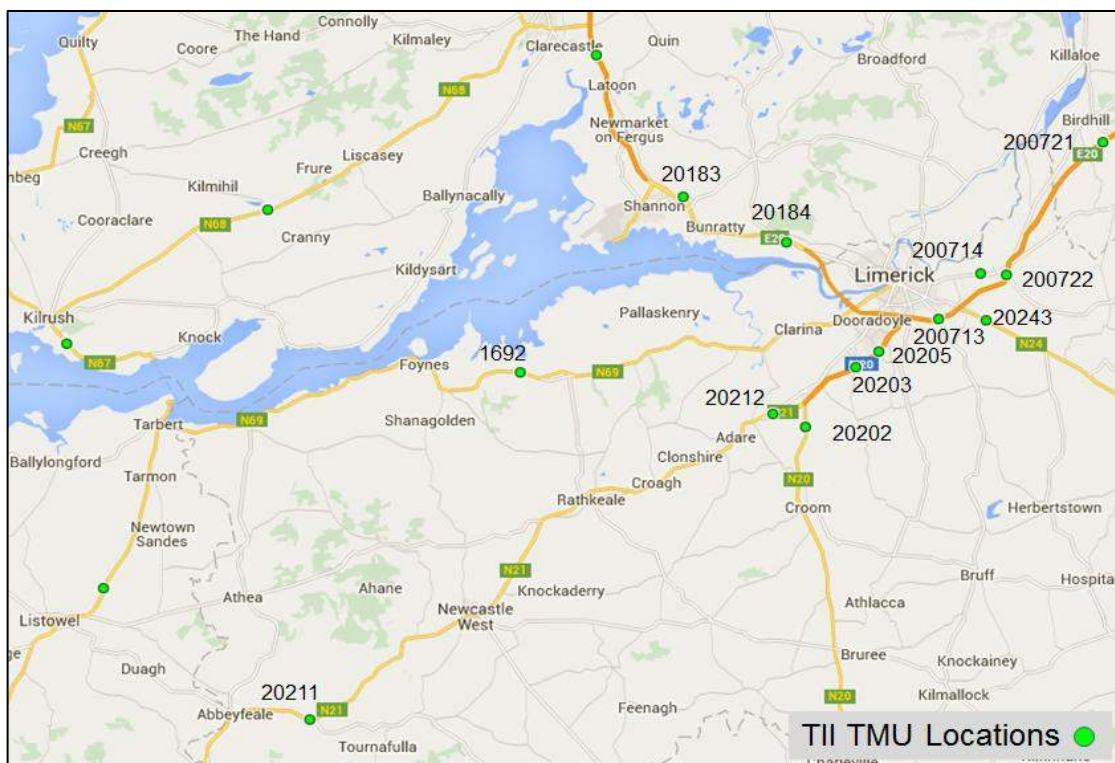 Connolly
The Hand
Quilty
Kilmaley
Coore
Clarecastle
Quin
Broadford
Killaloe
Latoon
N68
N67
Newmarket
on Fergus
Birdhill
200721
E20
Creegh
Liscasey
Frure
Kilmihil
Ballynacally
20183
Shannon
Cooraclare
N68
Cranny
Bunratty
20184
Kildysart
200714
Limerick
200722
Kilrush
Pallaskenry
Knock
Clarina
Dooradoyle
20243
200713
N67
1692
Foynes
N69
N24
20205
20203
Shanagolden
20212
N21
Tarbert
N69
Adare
20202
Ballylongford
Clonshire
Tarmon
Croagh
N20
Rathkeale
Croom
Herbertstown
Newtown
Sandes
N21
Ahane
Knockaderry
Bruff
Athea
Athlacca
Listowel
Newcastle
West
Duagh
Bruree
Knockainey
20211
Abbeyfeale
N21
Feenagh
N20
Kilmallock
Tournafulla
TII TMU Locations